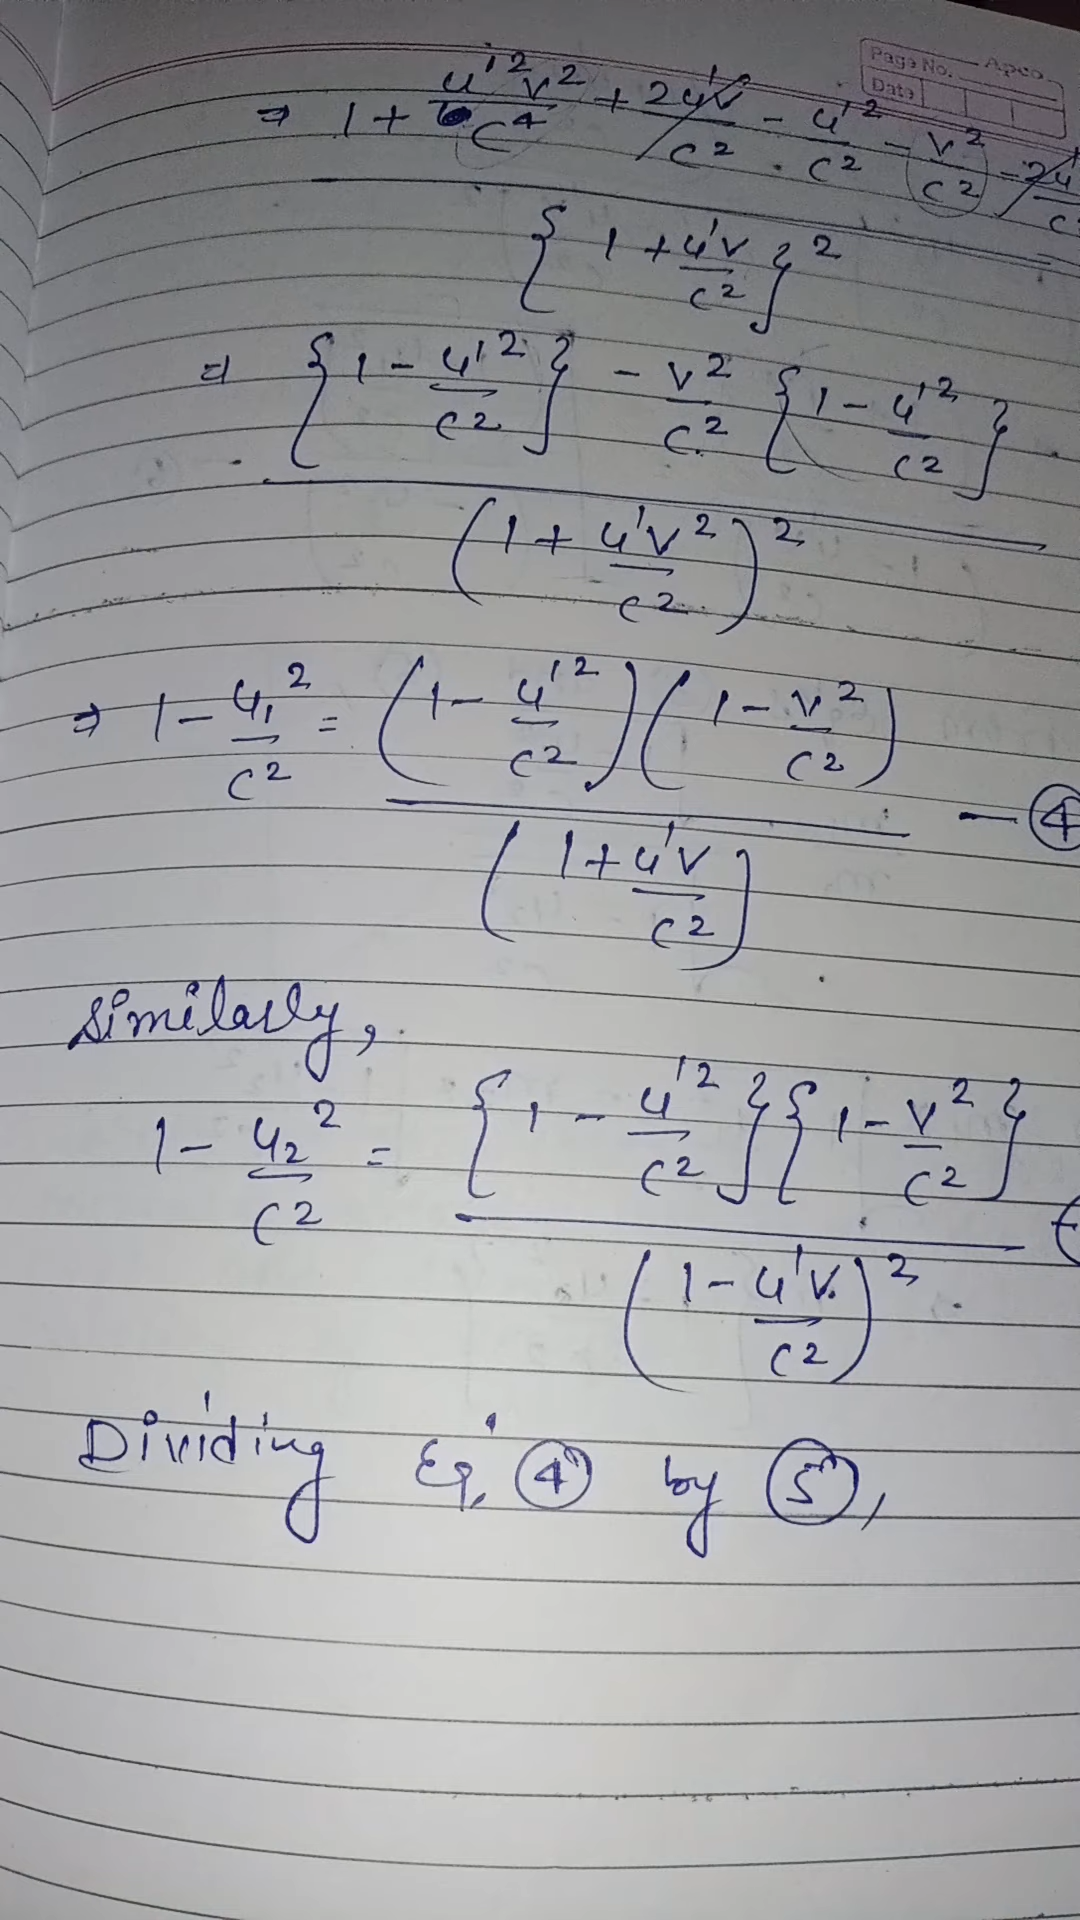 Page No. Apco
Date
⇒ 1 + u'²v²/c⁴ + 2u'v/c² - u'²/c² - v²/c² - 2u'
{1 + u'v/c²}²
⇒ {1 - u'²/c²} - v²/c² {1 - u'²/c²}
(1 + u'v²/c²)²
⇒ 1 - u₁²/c² = (1 - u'²/c²)(1 - v²/c²) — ④
(1 + u'v/c²)
Similarly,
1 - u₂²/c² = {1 - u'²/c²}{1 - v²/c²}
(1 - u'v/c²)²
Dividing Eq. ④ by ⑤,